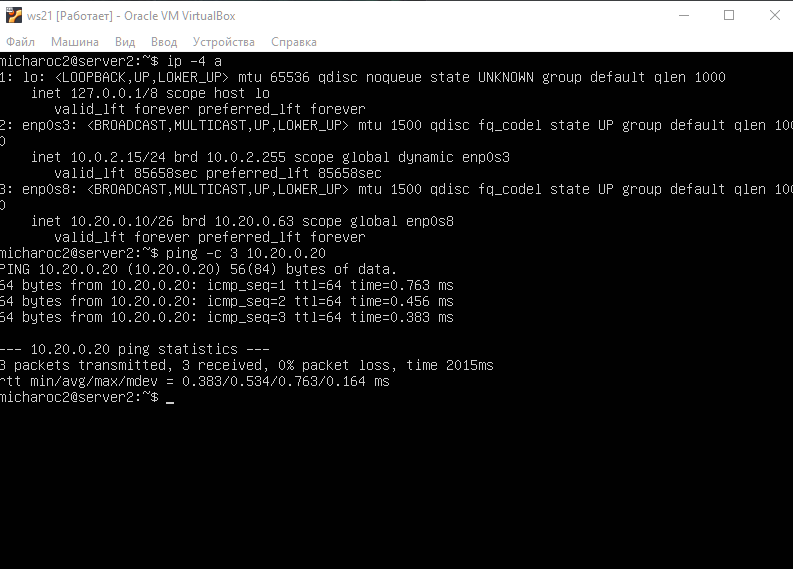 ws21 [Работает] - Oracle VM VirtualBox
Файл Машина Вид Ввод Устройства Справка
micharoc2@server2:~$ ip -4 a
1: lo: <LOOPBACK,UP,LOWER_UP> mtu 65536 qdisc noqueue state UNKNOWN group default qlen 1000
    inet 127.0.0.1/8 scope host lo
       valid_lft forever preferred_lft forever
2: enp0s3: <BROADCAST,MULTICAST,UP,LOWER_UP> mtu 1500 qdisc fq_codel state UP group default qlen 100
0
    inet 10.0.2.15/24 brd 10.0.2.255 scope global dynamic enp0s3
       valid_lft 85658sec preferred_lft 85658sec
3: enp0s8: <BROADCAST,MULTICAST,UP,LOWER_UP> mtu 1500 qdisc fq_codel state UP group default qlen 100
0
    inet 10.20.0.10/26 brd 10.20.0.63 scope global enp0s8
       valid_lft forever preferred_lft forever
micharoc2@server2:~$ ping -c 3 10.20.0.20
PING 10.20.0.20 (10.20.0.20) 56(84) bytes of data.
64 bytes from 10.20.0.20: icmp_seq=1 ttl=64 time=0.763 ms
64 bytes from 10.20.0.20: icmp_seq=2 ttl=64 time=0.456 ms
64 bytes from 10.20.0.20: icmp_seq=3 ttl=64 time=0.383 ms
--- 10.20.0.20 ping statistics ---
3 packets transmitted, 3 received, 0% packet loss, time 2015ms
rtt min/avg/max/mdev = 0.383/0.534/0.763/0.164 ms
micharoc2@server2:~$ _